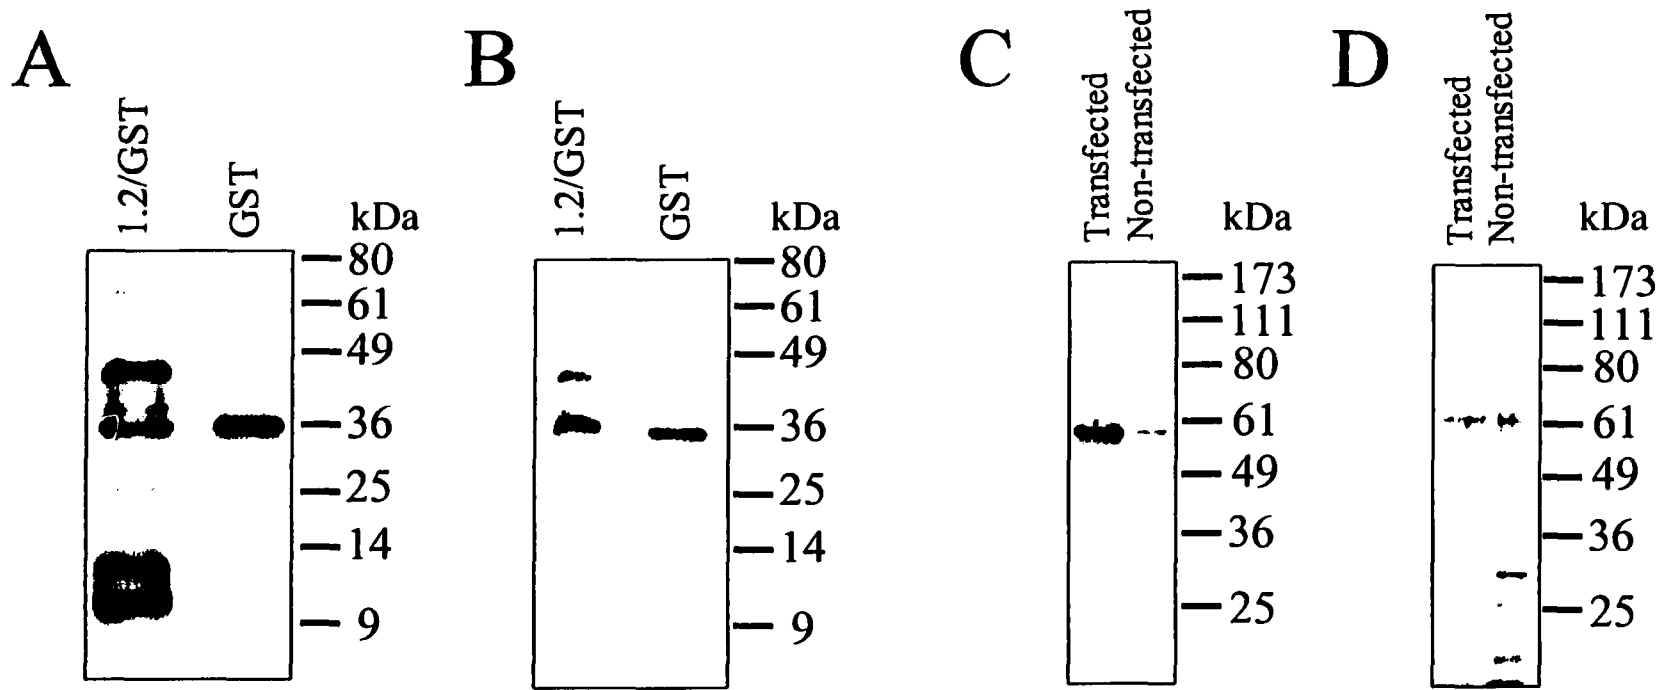 A
1.2/GST
GST
kDa
80
61
49
36
25
14
9
B
1.2/GST
GST
kDa
80
61
49
36
25
14
9
C
Transfected
Non-transfected
kDa
173
111
80
61
49
36
25
D
Transfected
Non-transfected
kDa
173
111
80
61
49
36
25